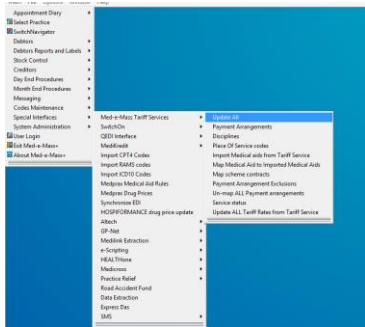 Appointment Diary
Select Practice
SwitchNavigator
Debtors
Debtors Reports and Labels
Stock Control
Creditors
Day End Procedures
Month End Procedures
Messaging
Codes Maintenance
Special Interfaces
System Administration
User Login
Exit Med-e-Mass+
About Med-e-Mass+
Med-e-Mass Tariff Services
SwitchOn
QEDI Interface
MediKredit
Import CPT4 Codes
Import RAMS codes
Import ICD10 Codes
Medprax Medical Aid Rules
Medprax Drug Prices
Synchronize EDI
HOSPIFORMANCE drug price update
Altech
GP-Net
Medilink Extraction
e-Scripting
HEALTHone
Medicross
Practice Relief
Road Accident Fund
Data Extraction
Express Das
SMS
Update All
Payment Arrangements
Disciplines
Place Of Service codes
Import Medical aids from Tariff Service
Map Medical Aid to Imported Medical Aids
Map scheme contracts
Payment Arrangement Exclusions
Un-map ALL Payment arrangements
Service status
Update ALL Tariff Rates from Tariff Service